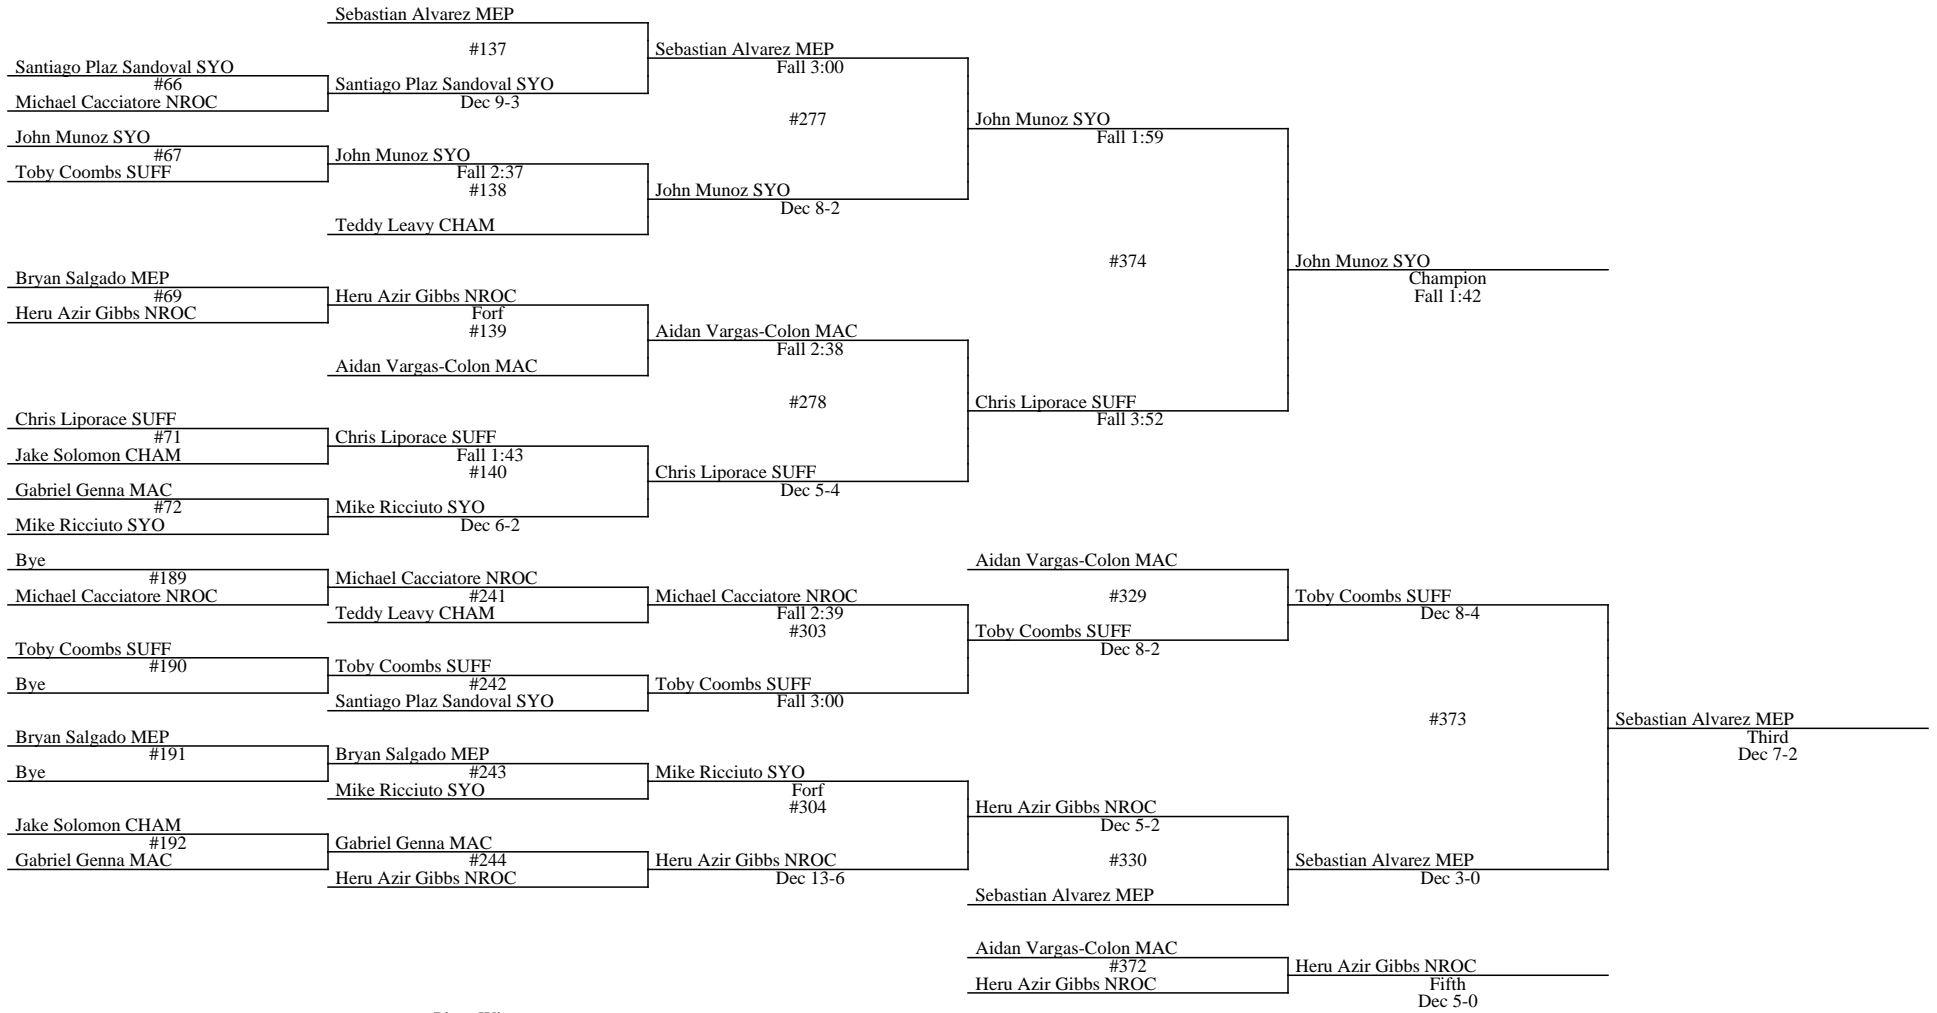 Sebastian Alvarez MEP
#137
Sebastian Alvarez MEP
Fall 3:00
Santiago Plaz Sandoval SYO
#66
Michael Cacciatore NROC
Santiago Plaz Sandoval SYO
Dec 9-3
#277
John Munoz SYO
Fall 1:59
John Munoz SYO
#67
Toby Coombs SUFF
John Munoz SYO
Fall 2:37
#138
John Munoz SYO
Dec 8-2
Teddy Leavy CHAM
#374
John Munoz SYO
Champion
Fall 1:42
Bryan Salgado MEP
#69
Heru Azir Gibbs NROC
Heru Azir Gibbs NROC
Forf
#139
Aidan Vargas-Colon MAC
Fall 2:38
Aidan Vargas-Colon MAC
#278
Chris Liporace SUFF
Fall 3:52
Chris Liporace SUFF
#71
Jake Solomon CHAM
Chris Liporace SUFF
Fall 1:43
#140
Chris Liporace SUFF
Dec 5-4
Gabriel Genna MAC
#72
Mike Ricciuto SYO
Mike Ricciuto SYO
Dec 6-2
Bye
#189
Michael Cacciatore NROC
Michael Cacciatore NROC
#241
Teddy Leavy CHAM
Michael Cacciatore NROC
Fall 2:39
#303
Aidan Vargas-Colon MAC
#329
Toby Coombs SUFF
Dec 8-2
Toby Coombs SUFF
Dec 8-4
Toby Coombs SUFF
#190
Bye
Toby Coombs SUFF
#242
Santiago Plaz Sandoval SYO
Toby Coombs SUFF
Fall 3:00
#373
Sebastian Alvarez MEP
Third
Dec 7-2
Bryan Salgado MEP
#191
Bye
Bryan Salgado MEP
#243
Mike Ricciuto SYO
Mike Ricciuto SYO
Forf
#304
Heru Azir Gibbs NROC
Dec 5-2
#330
Sebastian Alvarez MEP
Sebastian Alvarez MEP
Dec 3-0
Jake Solomon CHAM
#192
Gabriel Genna MAC
Gabriel Genna MAC
#244
Heru Azir Gibbs NROC
Heru Azir Gibbs NROC
Dec 13-6
Aidan Vargas-Colon MAC
#372
Heru Azir Gibbs NROC
Heru Azir Gibbs NROC
Fifth
Dec 5-0